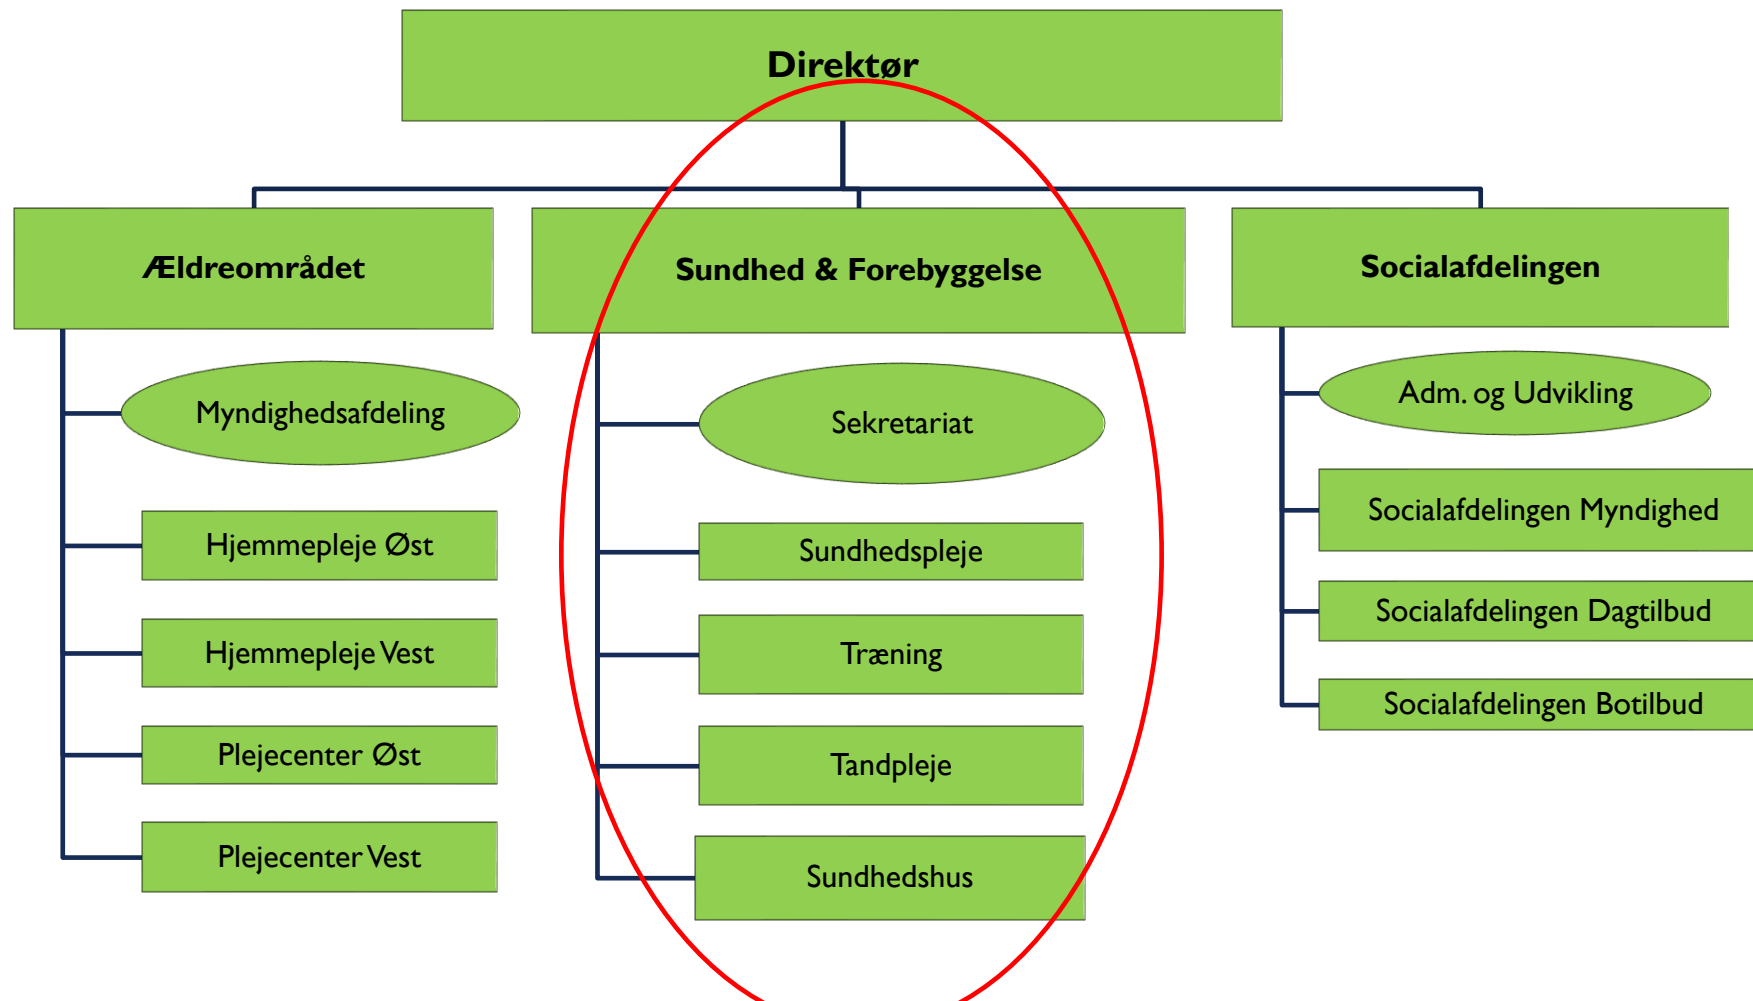 Direktør
Ældreområdet
Myndighedsafdeling
Hjemmepleje Øst
Hjemmepleje Vest
Plejecenter Øst
Plejecenter Vest
Sundhed & Forebyggelse
Sekretariat
Sundhedspleje
Træning
Tandpleje
Sundhedshus
Socialafdelingen
Adm. og Udvikling
Socialafdelingen Myndighed
Socialafdelingen Dagtilbud
Socialafdelingen Botilbud